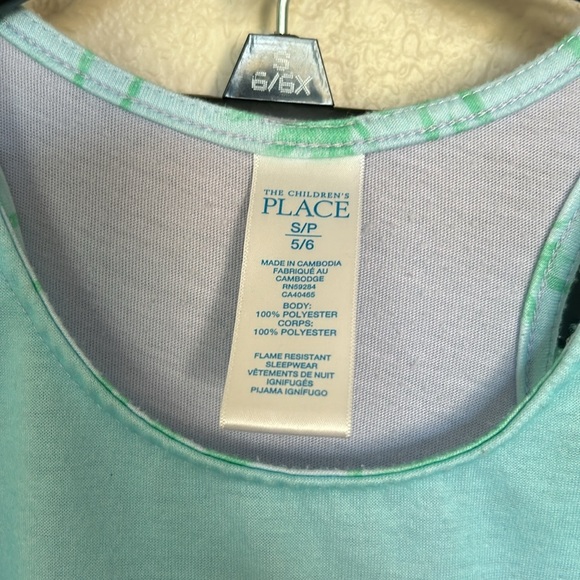 S
6/6X
THE CHILDREN'S
PLACE
S/P
5/6
MADE IN CAMBODIA
FABRIQUÉ AU
CAMBODGE
RN59284
CA40465
BODY:
100% POLYESTER
CORPS:
100% POLYESTER
FLAME RESISTANT
SLEEPWEAR
VÊTEMENTS DE NUIT
IGNIFUGÉS
PIJAMA IGNÍFUGO